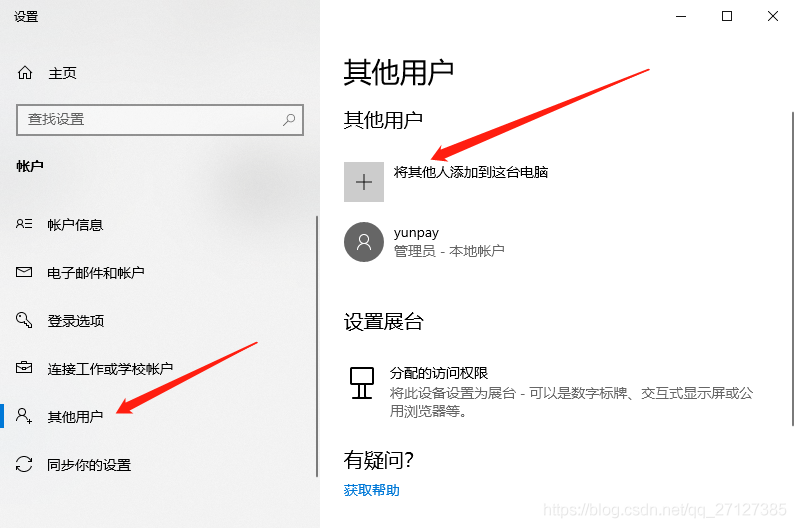 设置
主页
查找设置
帐户
帐户信息
电子邮件和帐户
登录选项
连接工作或学校帐户
其他用户
同步你的设置
其他用户
其他用户
将其他人添加到这台电脑
yunpay
管理员 - 本地帐户
设置展台
分配的访问权限
将此设备设置为展台 - 可以是数字标牌、交互式显示屏或公
用浏览器等。
有疑问?
获取帮助
https://blog.csdn.net/qq_27127385